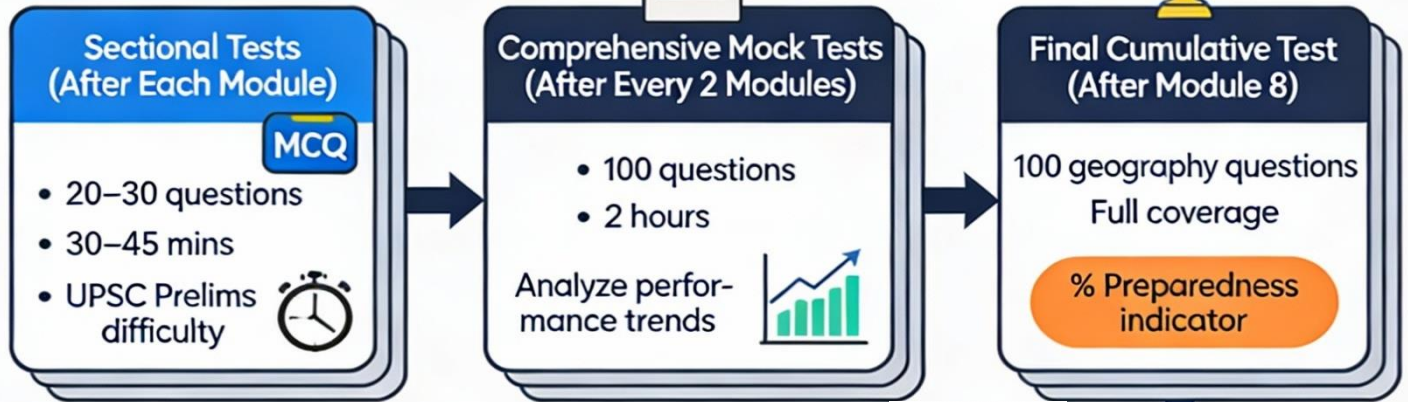 Sectional Tests
(After Each Module)
MCQ
• 20–30 questions
• 30–45 mins
• UPSC Prelims
difficulty
Comprehensive Mock Tests
(After Every 2 Modules)
• 100 questions
• 2 hours
Analyze perfor-
mance trends
Final Cumulative Test
(After Module 8)
100 geography questions
Full coverage
% Preparedness
indicator